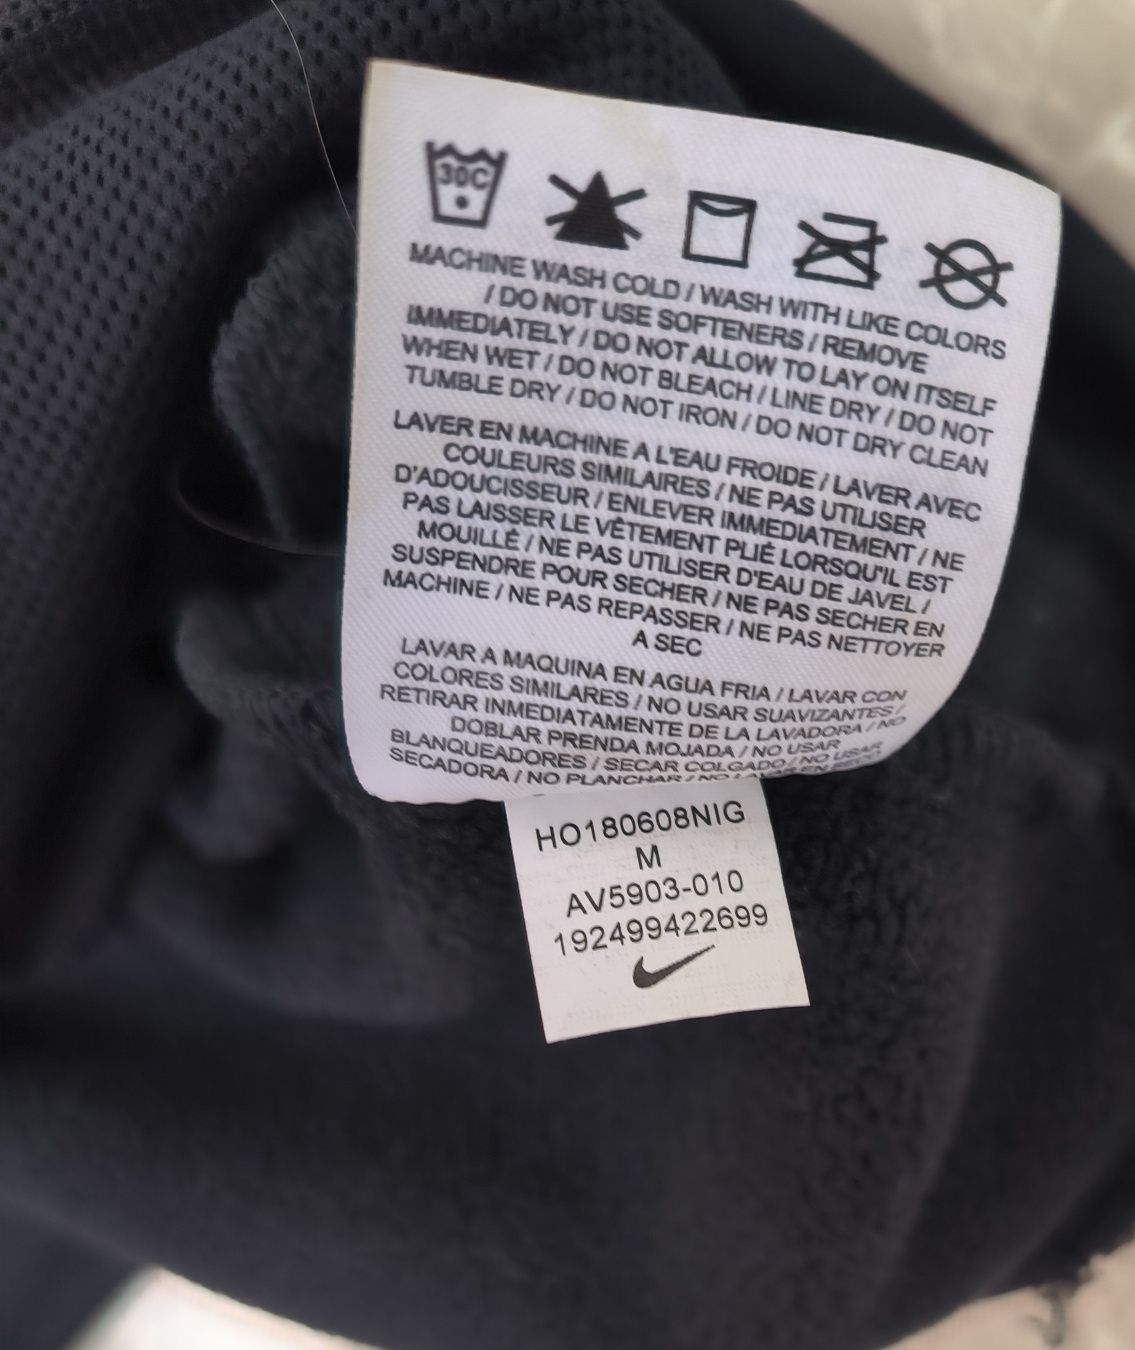 30C
MACHINE WASH COLD / WASH WITH LIKE COLORS
/ DO NOT USE SOFTENERS / REMOVE
IMMEDIATELY / DO NOT ALLOW TO LAY ON ITSELF
WHEN WET / DO NOT BLEACH / LINE DRY / DO NOT
TUMBLE DRY / DO NOT IRON / DO NOT DRY CLEAN
LAVER EN MACHINE A L'EAU FROIDE / LAVER AVEC
COULEURS SIMILAIRES / NE PAS UTILISER
D'ADOUCISSEUR / ENLEVER IMMEDIATEMENT / NE
PAS LAISSER LE VÊTEMENT PLIÉ LORSQU'IL EST
MOUILLÉ / NE PAS UTILISER D'EAU DE JAVEL /
SUSPENDRE POUR SECHER / NE PAS SECHER EN
MACHINE / NE PAS REPASSER / NE PAS NETTOYER
A SEC
LAVAR A MAQUINA EN AGUA FRIA / LAVAR CON
COLORES SIMILARES / NO USAR SUAVIZANTES /
RETIRAR INMEDIATAMENTE DE LA LAVADORA / NO
DOBLAR PRENDA MOJADA / NO USAR
BLANQUEADORES / SECAR COLGADO / NO USAR
SECADORA / NO PLANCHAR / NO EN SECO
HO180608NIG
M
AV5903-010
192499422699